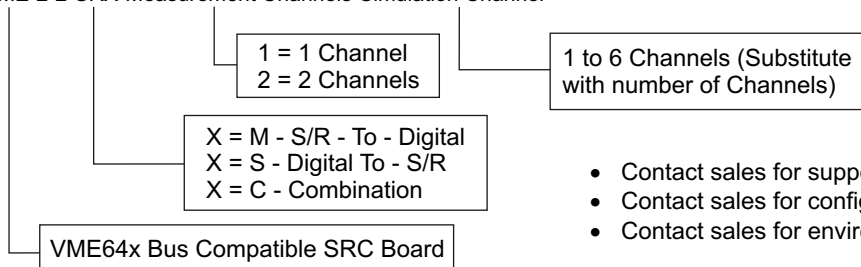 Measurement Channels Simulation Channel
1 = 1 Channel
2 = 2 Channels
1 to 6 Channels (Substitute
with number of Channels)
X = M - S/R - To - Digital
X = S - Digital To - S/R
X = C - Combination
• Contact sales for
• Contact sales for
• Contact sales for
VME64x Bus Compatible SRC Board